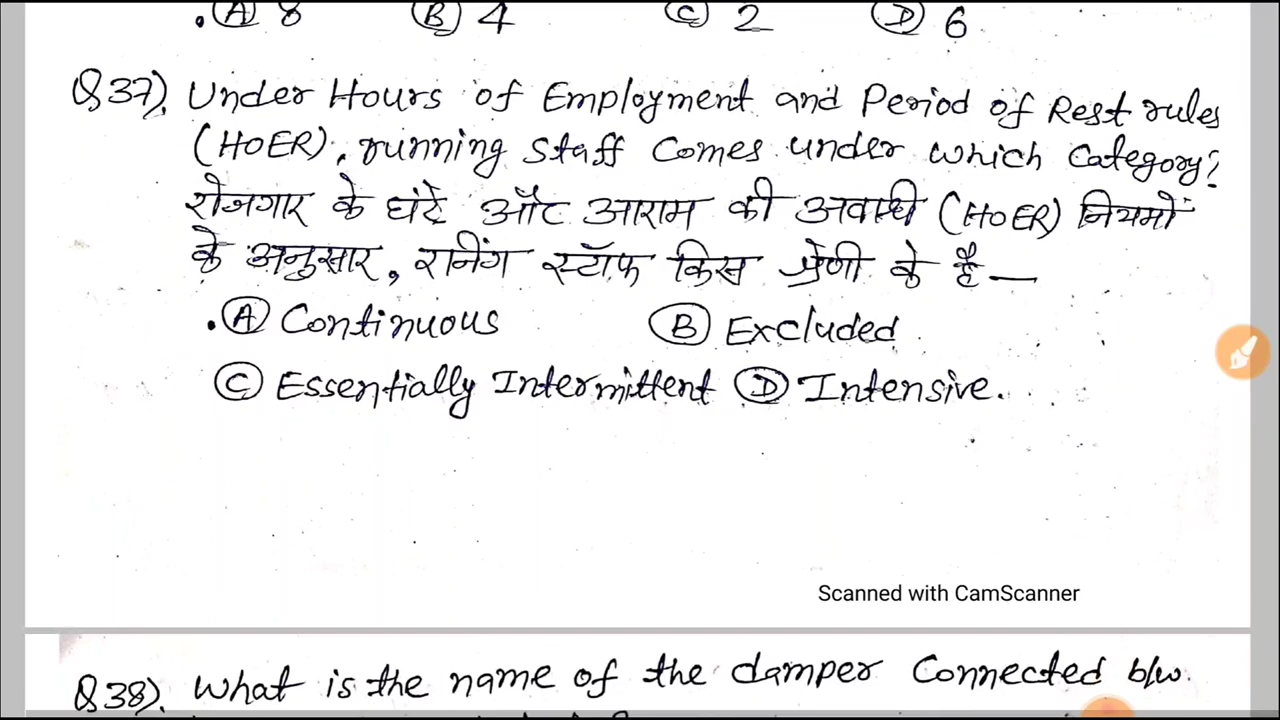 .Ⓐ 8 Ⓑ 4 Ⓒ 2 Ⓓ 6
Q37). Under Hours of Employment and Period of Rest rules
(HOER), running staff comes under which category?
रोजगार के घंटे और आराम की अवधी (HOER) नियमों
के अनुसार, रनिंग स्टॉफ किस श्रेणी के है —
.Ⓐ Continuous Ⓑ Excluded
Ⓒ Essentially Intermittent Ⓓ Intensive.
Scanned with CamScanner
Q38). What is the name of the damper connected b/w.